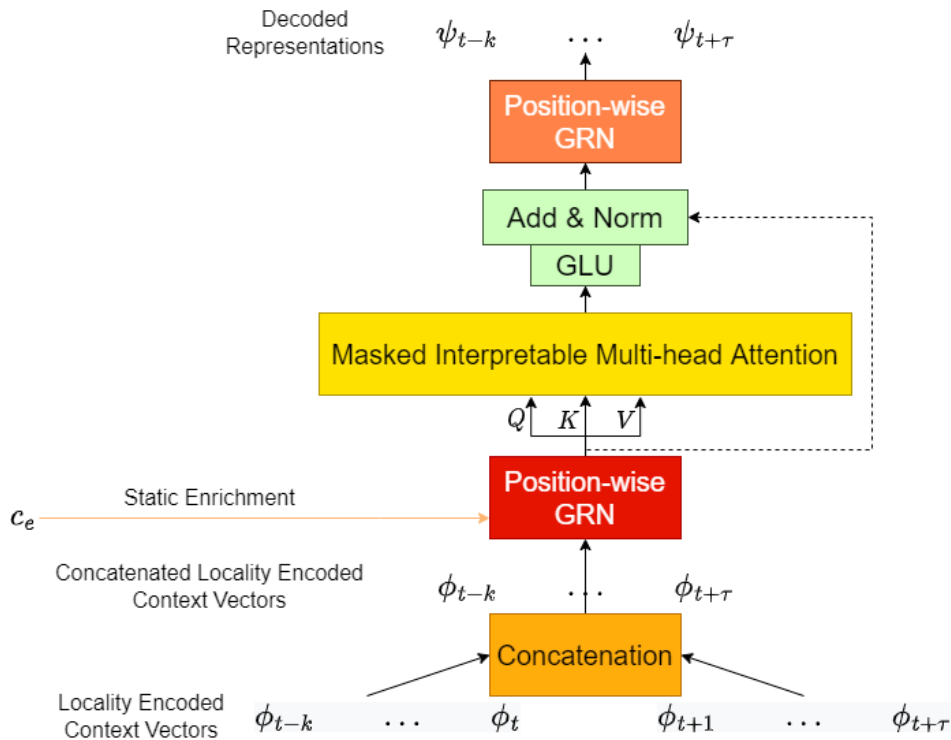 Decoded
Representations
ψ_{t−k} ... ψ_{t+τ}
Position-wise
GRN
Add & Norm
GLU
Masked Interpretable Multi-head Attention
Q K V
Position-wise
GRN
Static Enrichment
c_e
Concatenated Locality Encoded
Context Vectors
ϕ_{t−k} ... ϕ_{t+τ}
Concatenation
Locality Encoded
Context Vectors
ϕ_{t−k} ... ϕ_t ϕ_{t+1} ... ϕ_{t+τ}